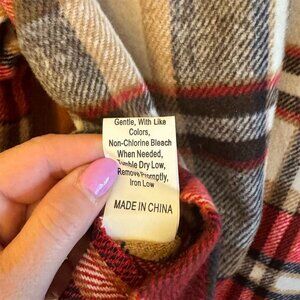 Gentle, With Like
Colors,
Non-Chlorine Bleach
When Needed,
Tumble Dry Low,
Remove Promptly,
Iron Low
MADE IN CHINA